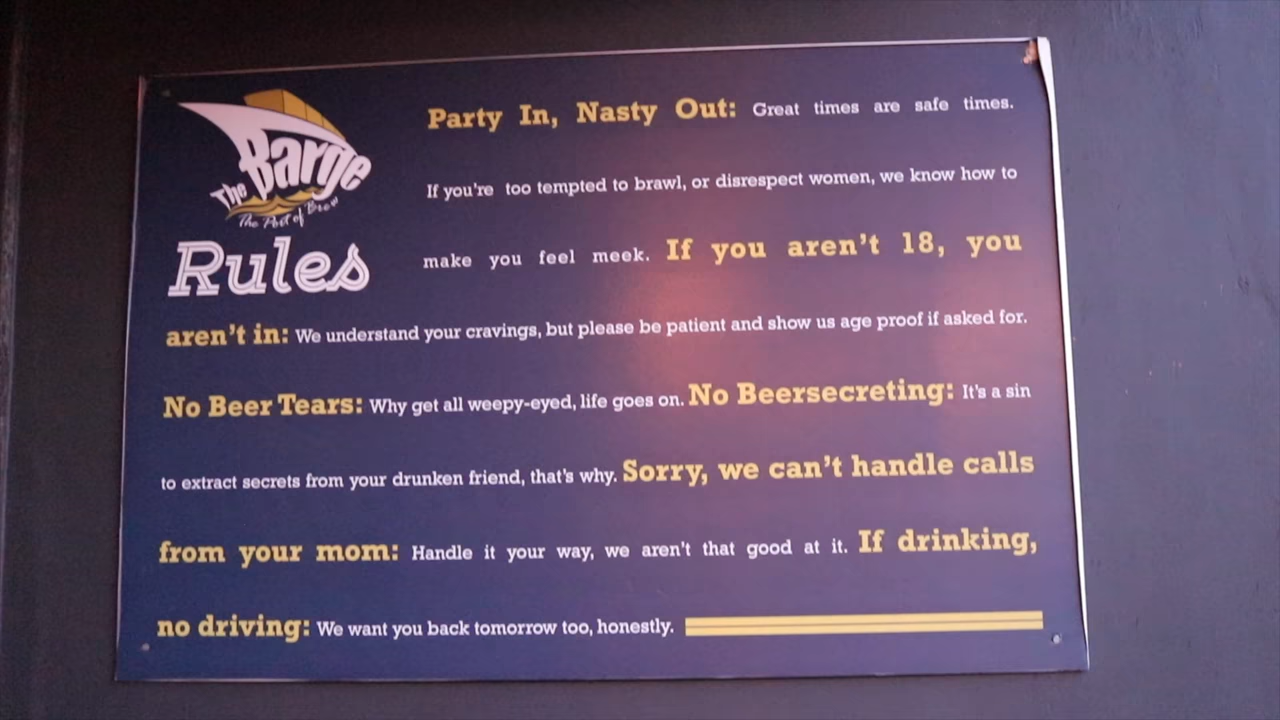 The Barge
The Port of Brew
Rules
Party In, Nasty Out: Great times are safe times.
If you're too tempted to brawl, or disrespect women, we know how to
make you feel meek. If you aren't 18, you
aren't in: We understand your cravings, but please be patient and show us age proof if asked for.
No Beer Tears: Why get all weepy-eyed, life goes on. No Beersecreting: It's a sin
to extract secrets from your drunken friend, that's why. Sorry, we can't handle calls
from your mom: Handle it your way, we aren't that good at it. If drinking,
no driving: We want you back tomorrow too, honestly.